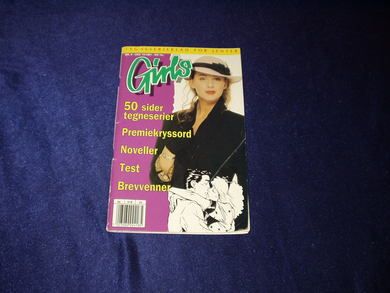 Girls
50 sider
tegneserier
Premiekryssord
Noveller
Test
Brevvenner